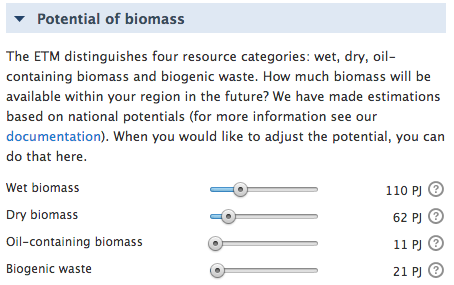 Potential of biomass
The ETM distinguishes four resource categories: wet, dry, oil-
containing biomass and biogenic waste. How much biomass will be
available within your region in the future? We have made estimations
based on national potentials (for more information see our
documentation). When you would like to adjust the potential, you can
do that here.
Wet biomass 110 PJ ?
Dry biomass 62 PJ ?
Oil-containing biomass 11 PJ ?
Biogenic waste 21 PJ ?